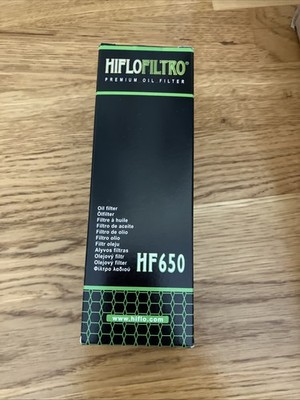 HIFLOFILTRO®
PREMIUM OIL FILTER
Oil filter
Ölfilter
Filtre à huile
Filtro de aceite
Filtro de olio
Filtro olio
Filtr oleju
Alyvos filtras
Olejový filtr
Olejový filter
Φίλτρο λαδιού
HF650
www.hiflo.com